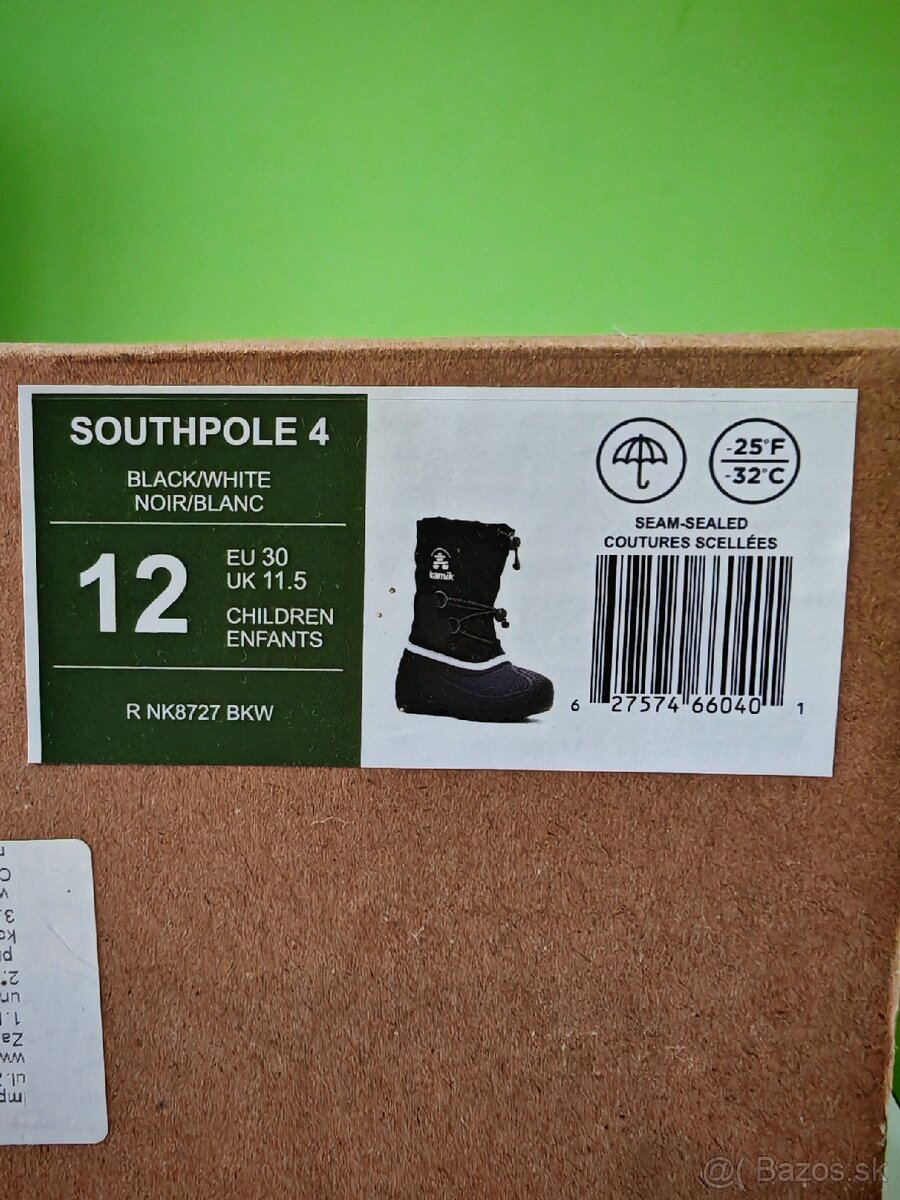 SOUTHPOLE 4
BLACK/WHITE
NOIR/BLANC
12
EU 30
UK 11.5
CHILDREN
ENFANTS
R NK8727 BKW
kamik
-25°F
-32°C
SEAM-SEALED
COUTURES SCELLÉES
6 27574 66040 1
@( Bazos.sk